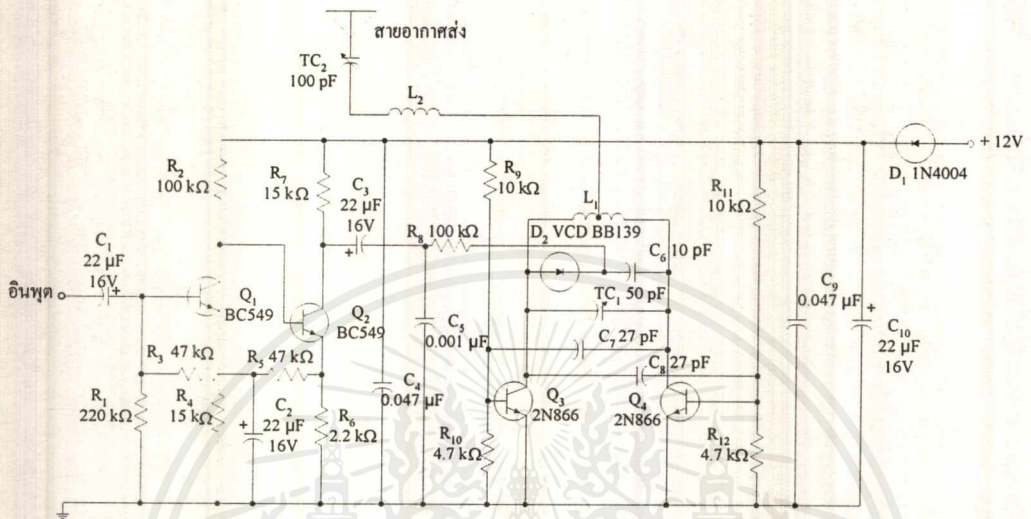 สายอากาศส่ง
TC₂
100 pF
L₂
+ 12V
D₁ 1N4004
R₂
100 kΩ
R₇
15 kΩ
C₃
22 μF
16V
R₉
10 kΩ
R₁₁
10 kΩ
L₁
D₂ VCD BB139
R₈ 100 kΩ
C₆ 10 pF
C₁
22 μF
16V
อินพุต
Q₁
BC549
Q₂
BC549
TC₁ 50 pF
C₅
0.001 μF
C₇ 27 pF
C₈ 27 pF
C₉
0.047 μF
C₁₀
22 μF
16V
R₃ 47 kΩ
R₅ 47 kΩ
C₄
0.047 μF
Q₃
2N866
Q₄
2N866
R₁
220 kΩ
R₄
15 kΩ
C₂
22 μF
16V
R₆
2.2 kΩ
R₁₀
4.7 kΩ
R₁₂
4.7 kΩ